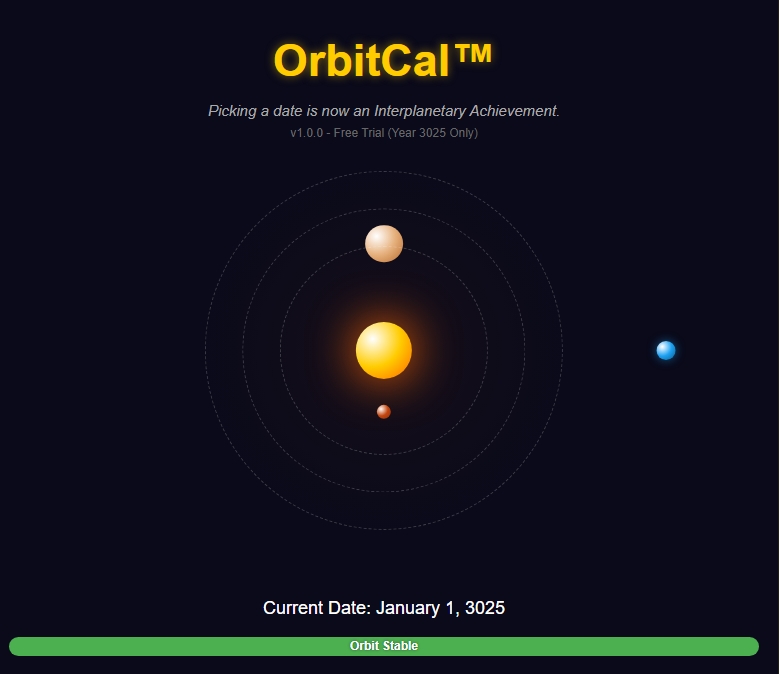 OrbitCal™
Picking a date is now an Interplanetary Achievement.
v1.0.0 - Free Trial (Year 3025 Only)
Current Date: January 1, 3025
Orbit Stable